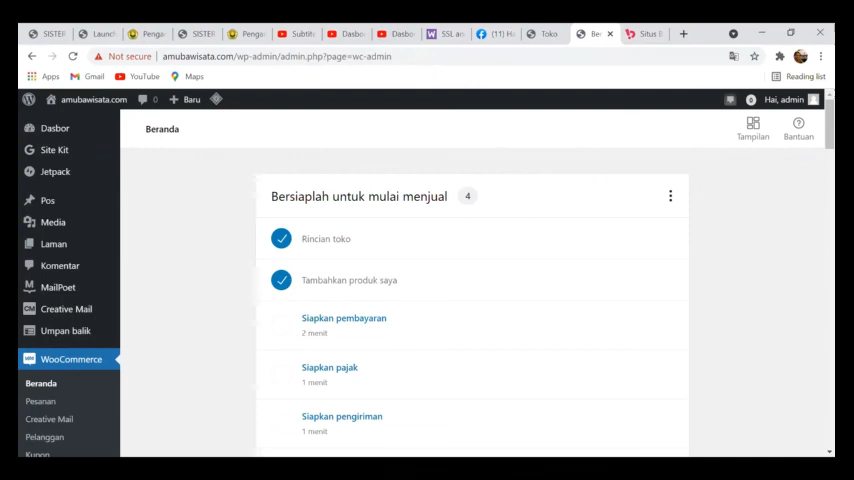 SISTER
Launch
Penga
SISTER
Penga
Subtitl
Dasbo
Dasbo
SSL an
(11) Ha
Toko
Be
Situs B
Not secure
amubawisata.com/wp-admin/admin.php?page=wc-admin
Apps
Gmail
YouTube
Maps
Reading list
amubawisata.com
0
Baru
0
Hai, admin
Dasbor
Beranda
Tampilan
Bantuan
Site Kit
Jetpack
Pos
Media
Laman
Komentar
MailPoet
Creative Mail
Umpan balik
WooCommerce
Beranda
Pesanan
Creative Mail
Pelanggan
Kupon
Bersiaplah untuk mulai menjual 4
Rincian toko
Tambahkan produk saya
Siapkan pembayaran
2 menit
Siapkan pajak
1 menit
Siapkan pengiriman
1 menit